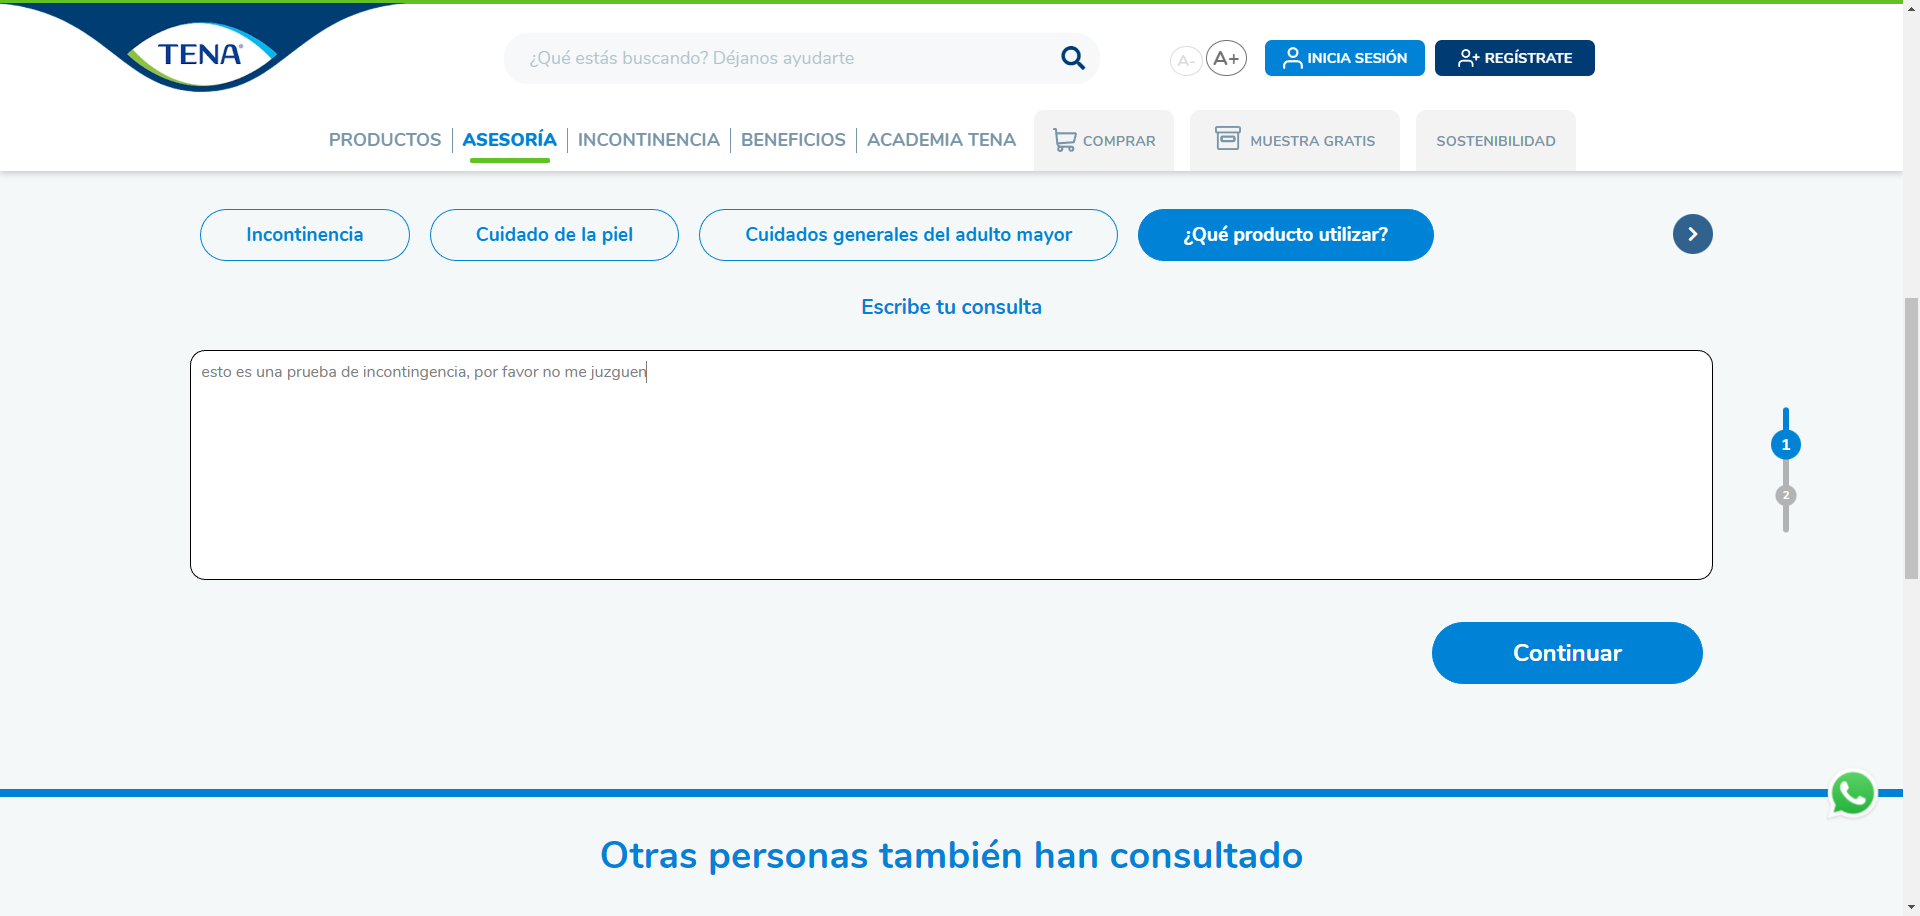 TENA
¿Qué estás buscando? Déjanos ayudarte
A-
A+
INICIA SESIÓN
REGÍSTRATE
PRODUCTOS
ASESORÍA
INCONTINENCIA
BENEFICIOS
ACADEMIA TENA
COMPRAR
MUESTRA GRATIS
SOSTENIBILIDAD
Incontinencia
Cuidado de la piel
Cuidados generales del adulto mayor
¿Qué producto utilizar?
Escribe tu consulta
esto es una prueba de incontingencia, por favor no me juzguen
1
2
Continuar
Otras personas también han consultado